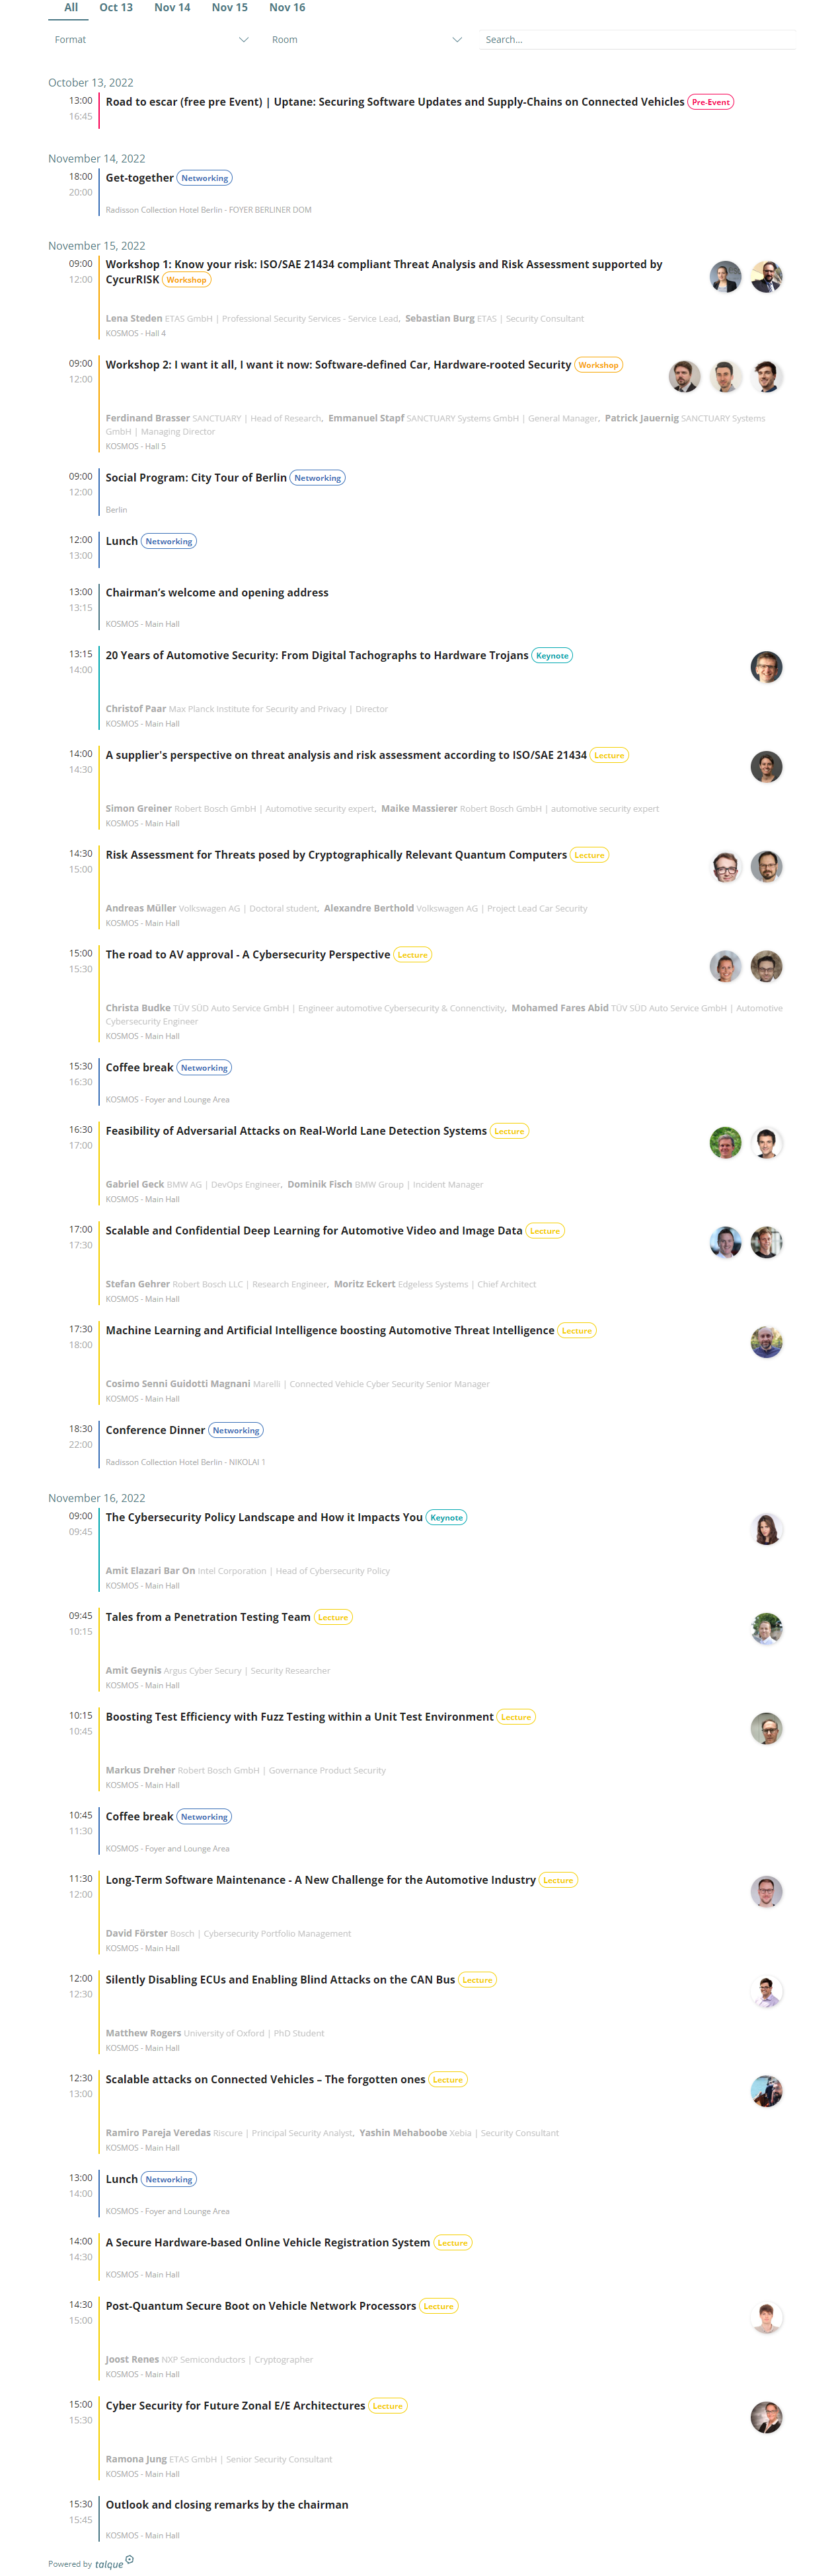 All Oct 13 Nov 14 Nov 15 Nov 16
Format Room Search...
October 13, 2022
13:00 Road to escar (free pre Event) | Uptane: Securing Software Updates and Supply-Chains on Connected Vehicles Pre-Event
16:45
November 14, 2022
18:00 Get-together Networking
20:00
Radisson Collection Hotel Berlin - FOYER BERLINER DOM
November 15, 2022
09:00 Workshop 1: Know your risk: ISO/SAE 21434 compliant Threat Analysis and Risk Assessment supported by
12:00 CycurRISK Workshop
Lena Steden ETAS GmbH | Professional Security Services - Service Lead, Sebastian Burg ETAS | Security Consultant
KOSMOS - Hall 4
09:00 Workshop 2: I want it all, I want it now: Software-defined Car, Hardware-rooted Security Workshop
12:00
Ferdinand Brasser SANCTUARY | Head of Research, Emmanuel Stapf SANCTUARY Systems GmbH | General Manager, Patrick Jauernig SANCTUARY Systems
GmbH | Managing Director
KOSMOS - Hall 5
09:00 Social Program: City Tour of Berlin Networking
12:00
Berlin
12:00 Lunch Networking
13:00
13:00 Chairman's welcome and opening address
13:15
KOSMOS - Main Hall
13:15 20 Years of Automotive Security: From Digital Tachographs to Hardware Trojans Keynote
14:00
Christof Paar Max Planck Institute for Security and Privacy | Director
KOSMOS - Main Hall
14:00 A supplier's perspective on threat analysis and risk assessment according to ISO/SAE 21434 Lecture
14:30
Simon Greiner Robert Bosch GmbH | Automotive security expert, Maike Massierer Robert Bosch GmbH | automotive security expert
KOSMOS - Main Hall
14:30 Risk Assessment for Threats posed by Cryptographically Relevant Quantum Computers Lecture
15:00
Andreas Müller Volkswagen AG | Doctoral student, Alexandre Berthold Volkswagen AG | Project Lead Car Security
KOSMOS - Main Hall
15:00 The road to AV approval - A Cybersecurity Perspective Lecture
15:30
Christa Budke TÜV SÜD Auto Service GmbH | Engineer automotive Cybersecurity & Connenctivity, Mohamed Fares Abid TÜV SÜD Auto Service GmbH | Automotive
Cybersecurity Engineer
KOSMOS - Main Hall
15:30 Coffee break Networking
16:30
KOSMOS - Foyer and Lounge Area
16:30 Feasibility of Adversarial Attacks on Real-World Lane Detection Systems Lecture
17:00
Gabriel Geck BMW AG | DevOps Engineer, Dominik Fisch BMW Group | Incident Manager
KOSMOS - Main Hall
17:00 Scalable and Confidential Deep Learning for Automotive Video and Image Data Lecture
17:30
Stefan Gehrer Robert Bosch LLC | Research Engineer, Moritz Eckert Edgeless Systems | Chief Architect
KOSMOS - Main Hall
17:30 Machine Learning and Artificial Intelligence boosting Automotive Threat Intelligence Lecture
18:00
Cosimo Senni Guidotti Magnani Marelli | Connected Vehicle Cyber Security Senior Manager
KOSMOS - Main Hall
18:30 Conference Dinner Networking
22:00
Radisson Collection Hotel Berlin - NIKOLAI 1
November 16, 2022
09:00 The Cybersecurity Policy Landscape and How it Impacts You Keynote
09:45
Amit Elazari Bar On Intel Corporation | Head of Cybersecurity Policy
KOSMOS - Main Hall
09:45 Tales from a Penetration Testing Team Lecture
10:15
Amit Geynis Argus Cyber Secury | Security Researcher
KOSMOS - Main Hall
10:15 Boosting Test Efficiency with Fuzz Testing within a Unit Test Environment Lecture
10:45
Markus Dreher Robert Bosch GmbH | Governance Product Security
KOSMOS - Main Hall
10:45 Coffee break Networking
11:30
KOSMOS - Foyer and Lounge Area
11:30 Long-Term Software Maintenance - A New Challenge for the Automotive Industry Lecture
12:00
David Förster Bosch | Cybersecurity Portfolio Management
KOSMOS - Main Hall
12:00 Silently Disabling ECUs and Enabling Blind Attacks on the CAN Bus Lecture
12:30
Matthew Rogers University of Oxford | PhD Student
KOSMOS - Main Hall
12:30 Scalable attacks on Connected Vehicles – The forgotten ones Lecture
13:00
Ramiro Pareja Veredas Riscure | Principal Security Analyst, Yashin Mehaboobe Xebia | Security Consultant
KOSMOS - Main Hall
13:00 Lunch Networking
14:00
KOSMOS - Foyer and Lounge Area
14:00 A Secure Hardware-based Online Vehicle Registration System Lecture
14:30
KOSMOS - Main Hall
14:30 Post-Quantum Secure Boot on Vehicle Network Processors Lecture
15:00
Joost Renes NXP Semiconductors | Cryptographer
KOSMOS - Main Hall
15:00 Cyber Security for Future Zonal E/E Architectures Lecture
15:30
Ramona Jung ETAS GmbH | Senior Security Consultant
KOSMOS - Main Hall
15:30 Outlook and closing remarks by the chairman
15:45
KOSMOS - Main Hall
Powered by talque